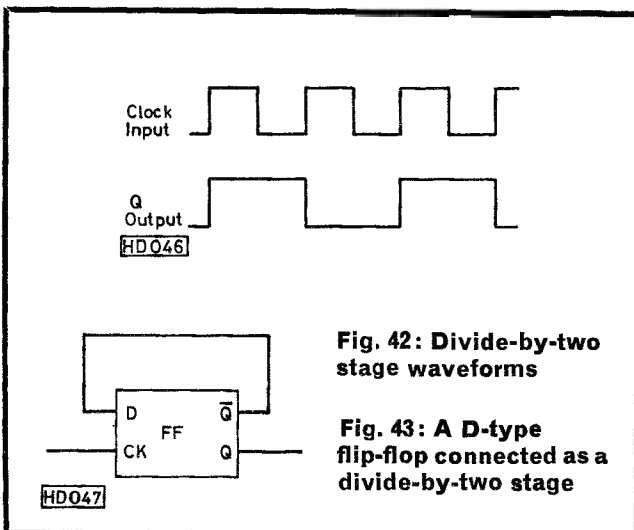 Clock
Input
Q
Output
HD046
Fig. 42: Divide-by-two
stage waveforms
D Q̅
FF
CK Q
HD047
Fig. 43: A D-type
flip-flop connected as a
divide-by-two stage